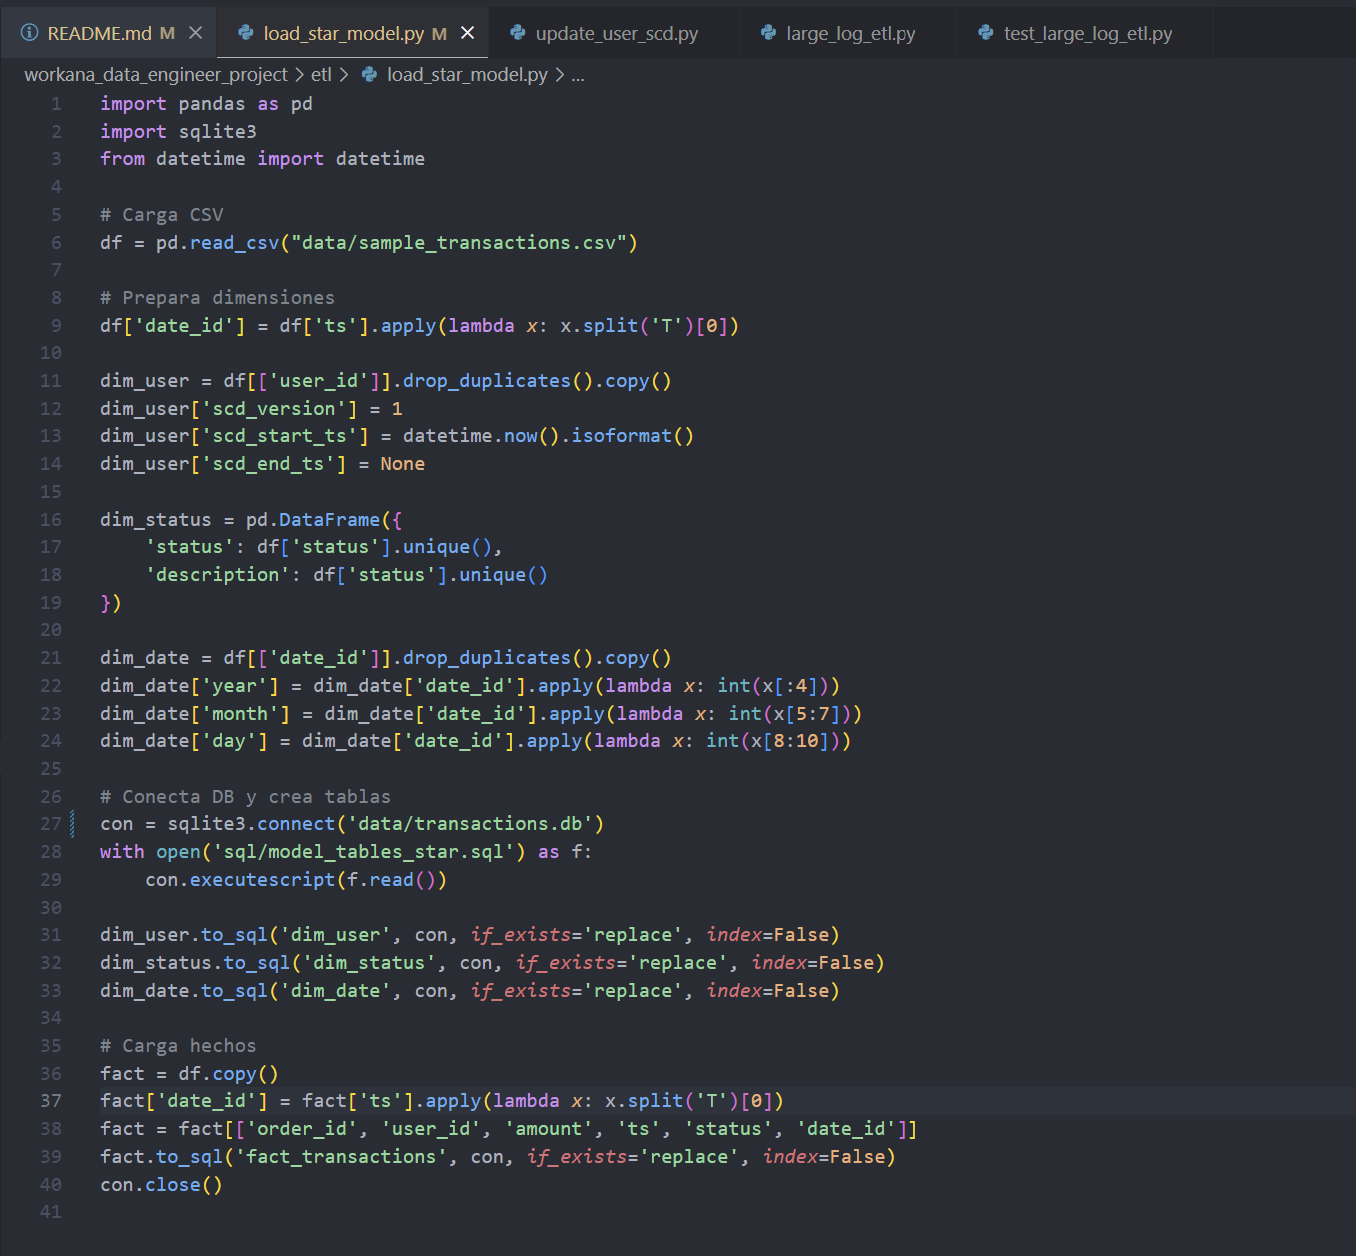 README.md M
load_star_model.py M
update_user_scd.py
large_log_etl.py
test_large_log_etl.py
workana_data_engineer_project > etl > load_star_model.py > ...
1 import pandas as pd
2 import sqlite3
3 from datetime import datetime
4
5 # Carga CSV
6 df = pd.read_csv("data/sample_transactions.csv")
7
8 # Prepara dimensiones
9 df['date_id'] = df['ts'].apply(lambda x: x.split('T')[0])
10
11 dim_user = df[['user_id']].drop_duplicates().copy()
12 dim_user['scd_version'] = 1
13 dim_user['scd_start_ts'] = datetime.now().isoformat()
14 dim_user['scd_end_ts'] = None
15
16 dim_status = pd.DataFrame({
17     'status': df['status'].unique(),
18     'description': df['status'].unique()
19 })
20
21 dim_date = df[['date_id']].drop_duplicates().copy()
22 dim_date['year'] = dim_date['date_id'].apply(lambda x: int(x[:4]))
23 dim_date['month'] = dim_date['date_id'].apply(lambda x: int(x[5:7]))
24 dim_date['day'] = dim_date['date_id'].apply(lambda x: int(x[8:10]))
25
26 # Conecta DB y crea tablas
27 con = sqlite3.connect('data/transactions.db')
28 with open('sql/model_tables_star.sql') as f:
29     con.executescript(f.read())
30
31 dim_user.to_sql('dim_user', con, if_exists='replace', index=False)
32 dim_status.to_sql('dim_status', con, if_exists='replace', index=False)
33 dim_date.to_sql('dim_date', con, if_exists='replace', index=False)
34
35 # Carga hechos
36 fact = df.copy()
37 fact['date_id'] = fact['ts'].apply(lambda x: x.split('T')[0])
38 fact = fact[['order_id', 'user_id', 'amount', 'ts', 'status', 'date_id']]
39 fact.to_sql('fact_transactions', con, if_exists='replace', index=False)
40 con.close()
41